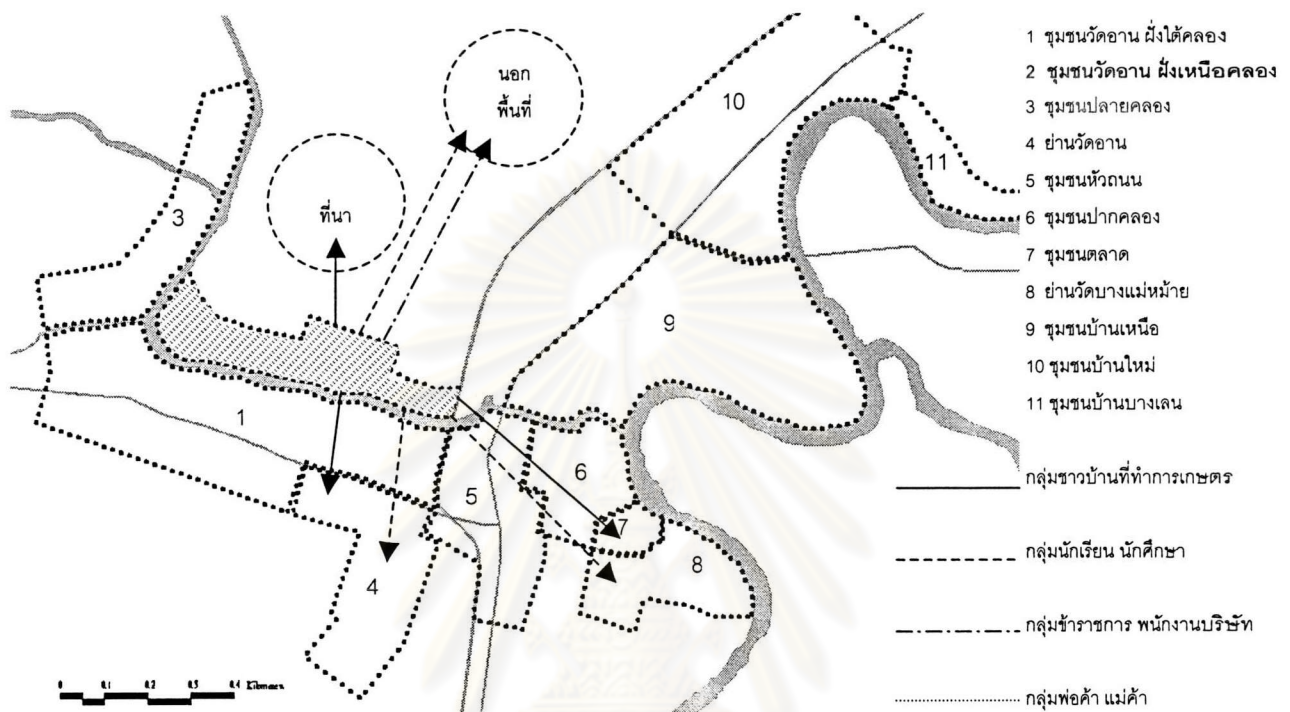 นอก
พื้นที่
ที่นา
10
11
3
9
1
6
5
7
8
4
1 ชุมชนวัดอาน ฝั่งใต้คลอง
2 ชุมชนวัดอาน ฝั่งเหนือคลอง
3 ชุมชนปลายคลอง
4 ย่านวัดอาน
5 ชุมชนหัวถนน
6 ชุมชนปากคลอง
7 ชุมชนตลาด
8 ย่านวัดบางแม่หม้าย
9 ชุมชนบ้านเหนือ
10 ชุมชนบ้านใหม่
11 ชุมชนบ้านบางเลน
กลุ่มชาวบ้านที่ทำการเกษตร
กลุ่มนักเรียน นักศึกษา
กลุ่มข้าราชการ พนักงานบริษัท
กลุ่มพ่อค้า แม่ค้า
0 0.1 0.2 0.3 0.4